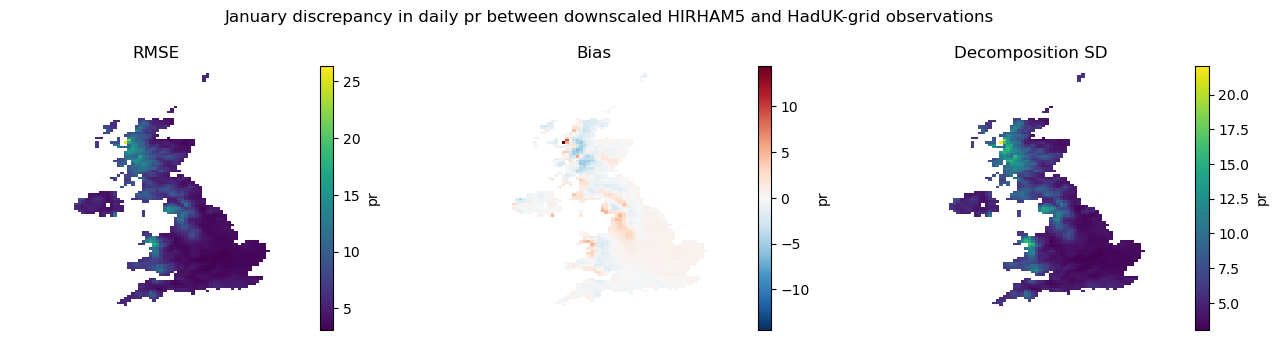 January discrepancy in daily pr between downscaled HIRHAM5 and HadUK-grid observations
RMSE
25
20
15
10
5
pr
Bias
10
5
0
−5
−10
pr
Decomposition SD
20.0
17.5
15.0
12.5
10.0
7.5
5.0
pr